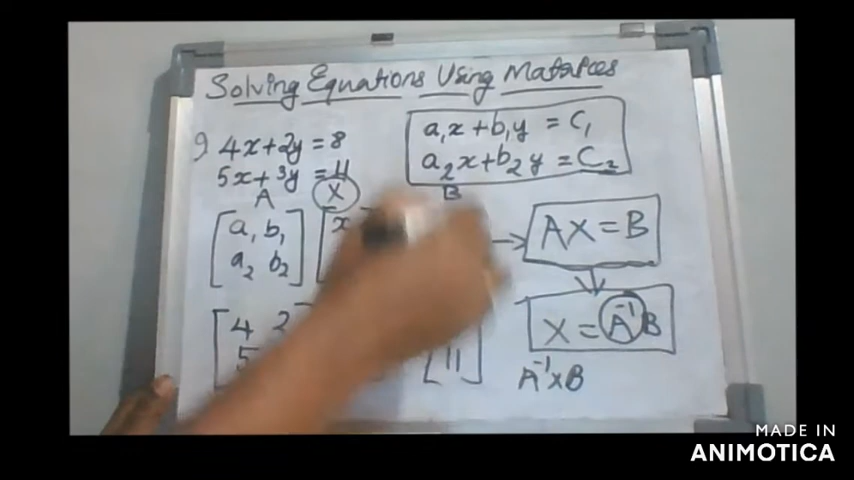 Solving Equations Using Matrices
9) 4x+2y=8
5x+3y=11
a₁x+b₁y=C₁
a₂x+b₂y=C₂
A X B
[a₁ b₁] [x
a₂ b₂]
→ AX=B
[4 2
5
11]
X=A⁻¹B
A⁻¹×B
MADE IN
ANIMOTICA